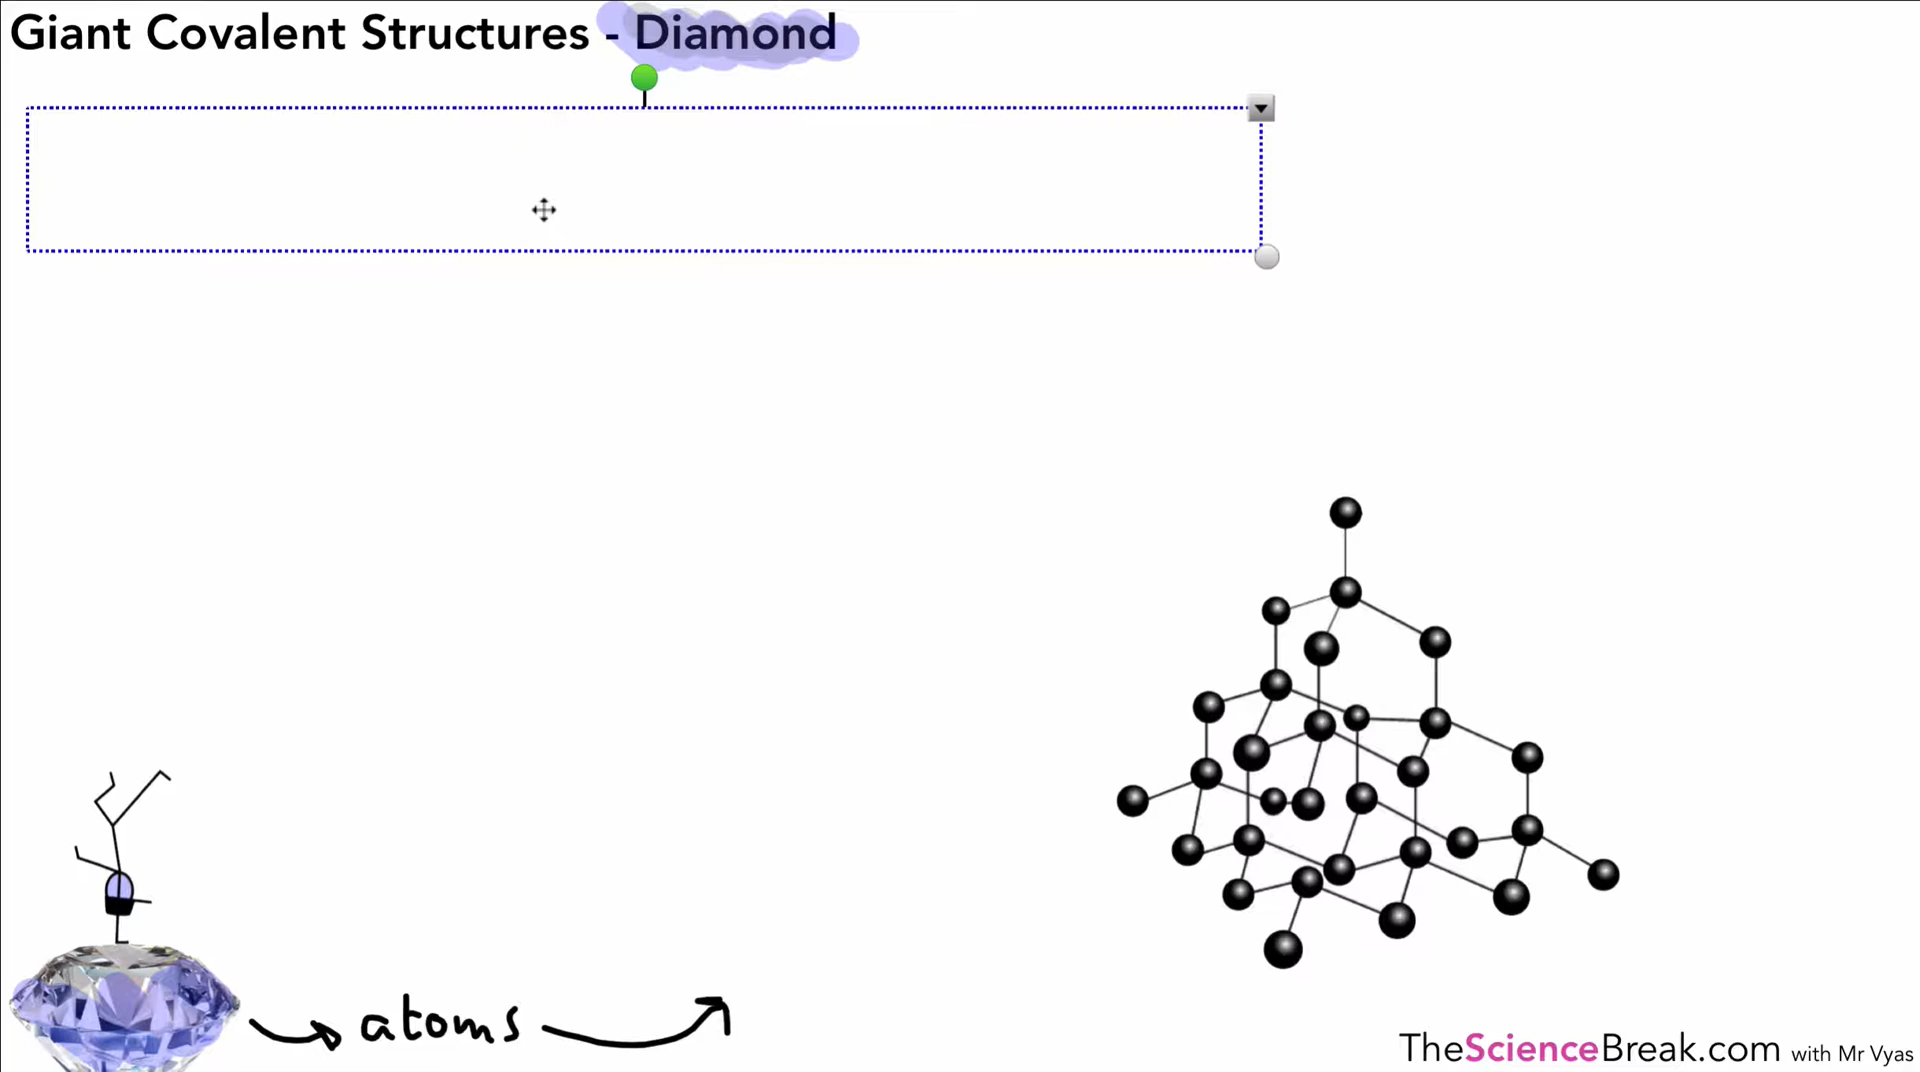 Giant Covalent Structures - Diamond
atoms
TheScienceBreak.com with Mr Vyas